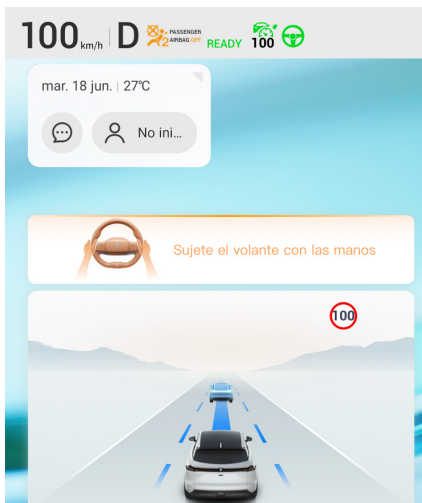 100 km/h D 2 PASSENGER AIRBAG OFF READY 100
mar. 18 jun. 27°C
No ini...
Sujete el volante con las manos
100